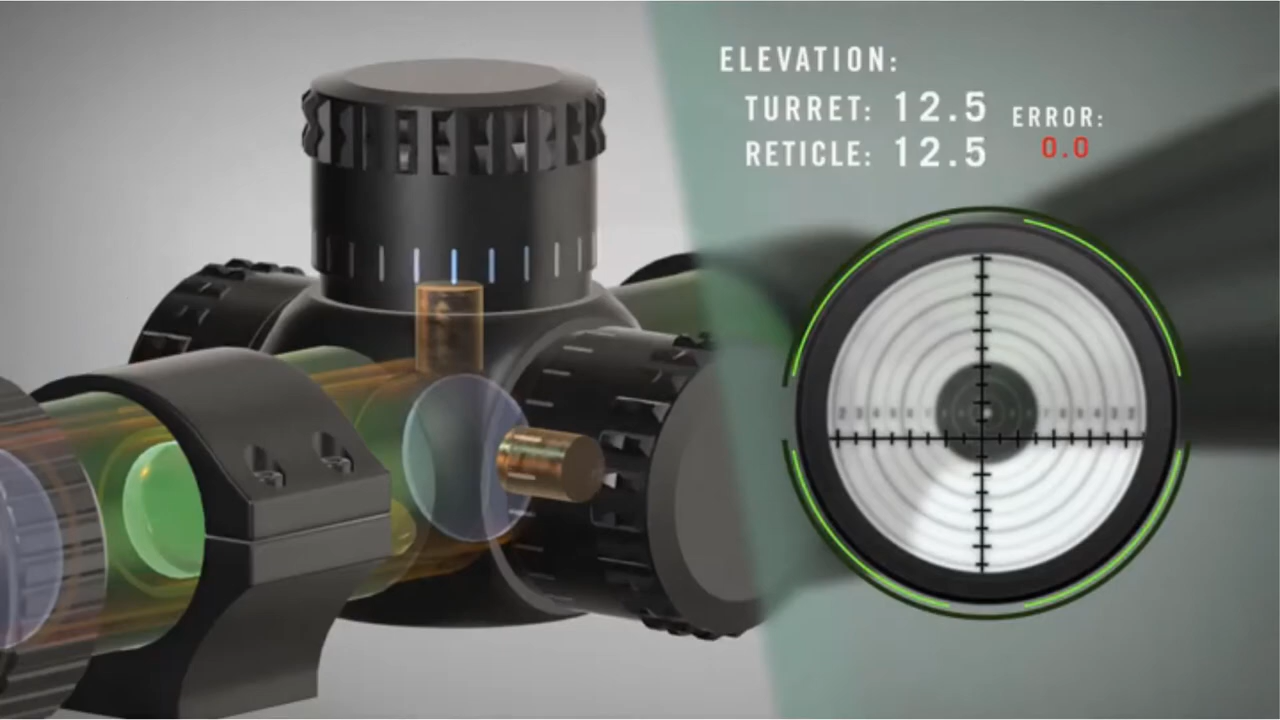 ELEVATION:
TURRET: 12.5
RETICLE: 12.5
ERROR:
0.0